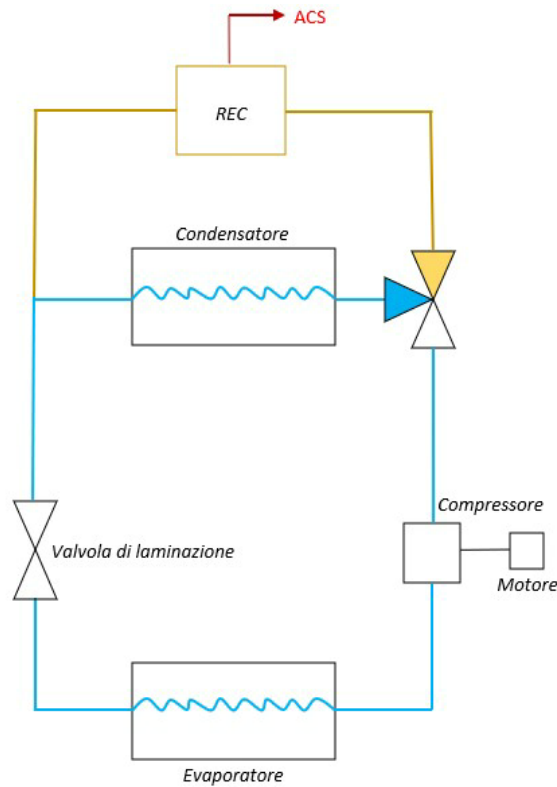 ACS
REC
Condensatore
Compressore
Valvola di laminazione
Motore
Evaporatore